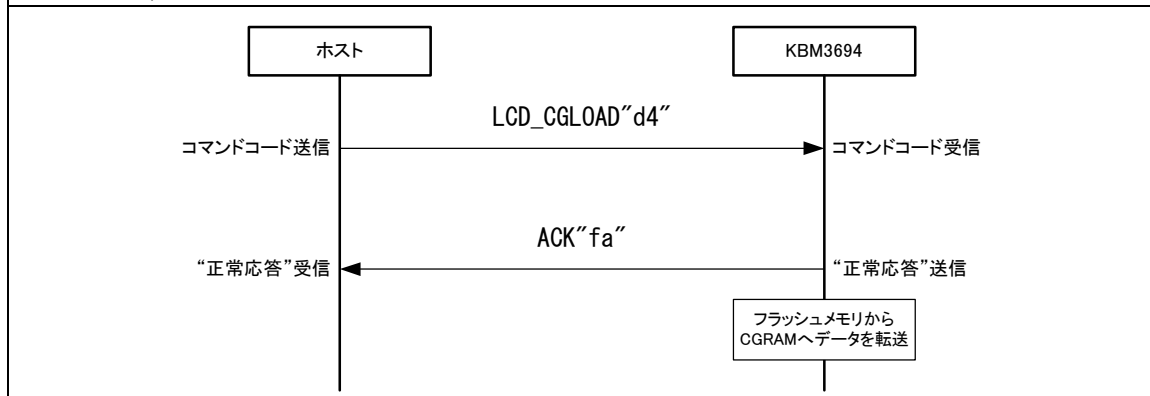 ホスト
KBM3694
LCD_CGLOAD"d4"
コマンドコード送信
コマンドコード受信
ACK"fa"
“正常応答”受信
“正常応答”送信
フラッシュメモリから
CGRAMへデータを転送